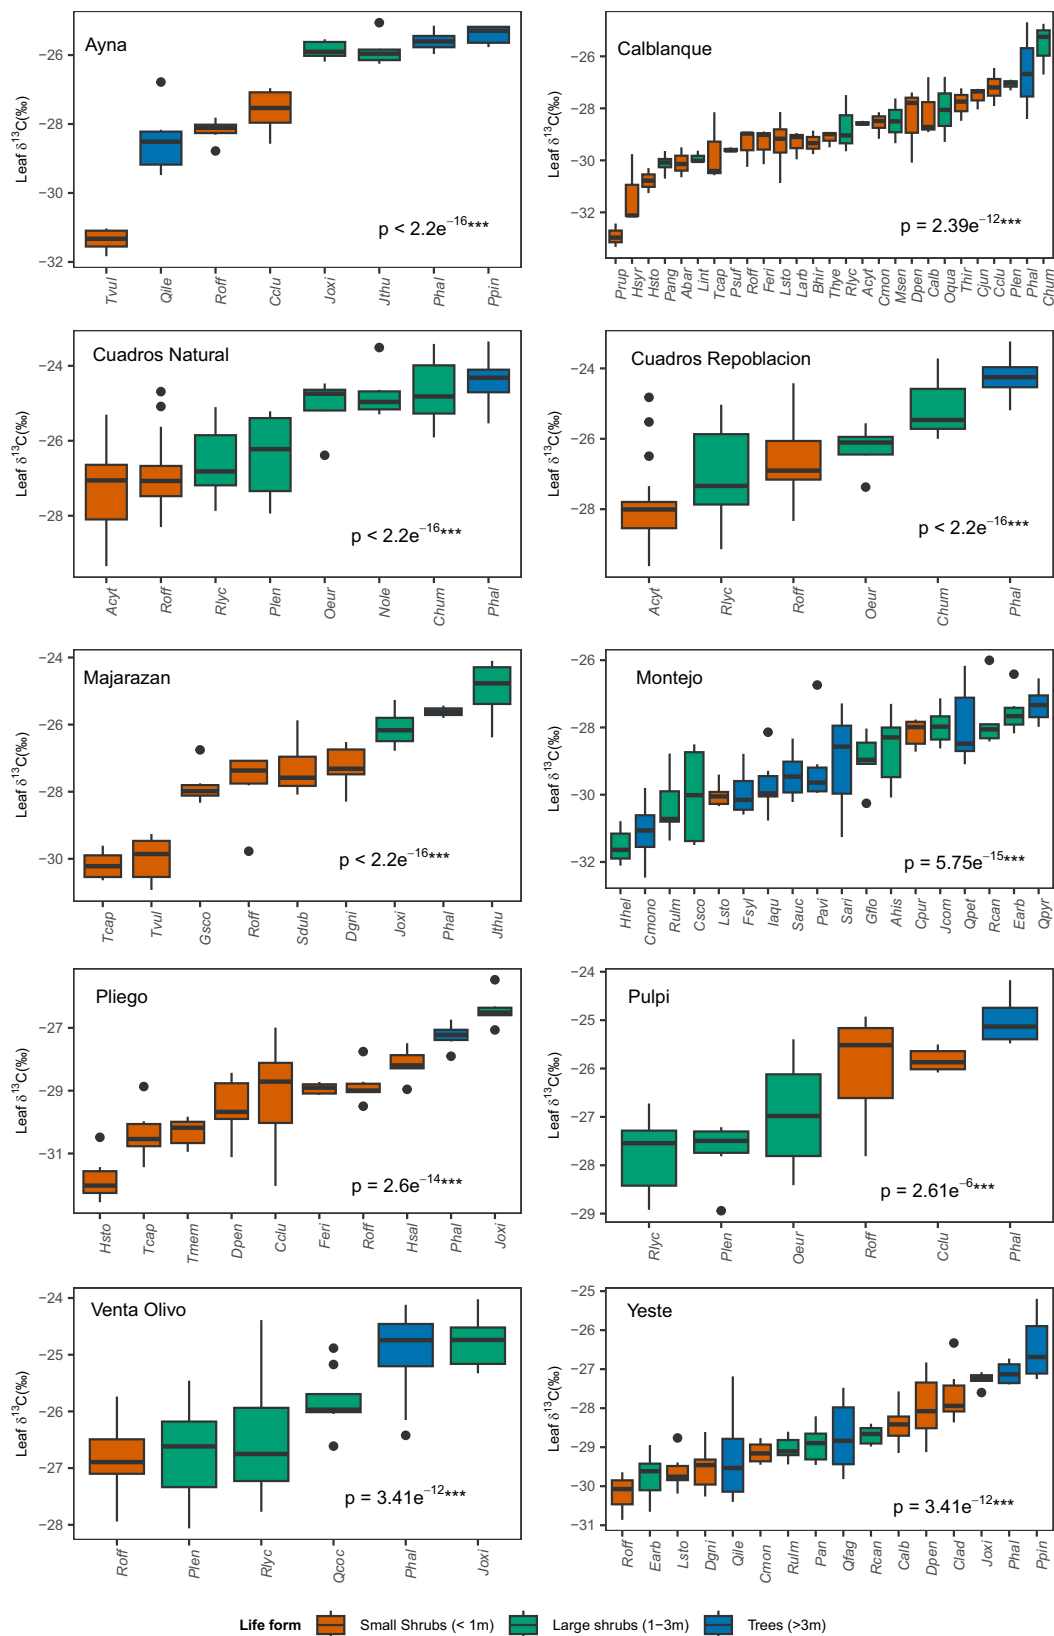 Ayna
Leaf δ13C(‰)
−26
−28
−30
−32
p < 2.2e−16***
Tvul
Qile
Roff
Cclu
Joxi
Jthu
Phal
Ppin
Calblanque
Leaf δ13C(‰)
−26
−28
−30
−32
p = 2.39e−12***
Prup
Hsyr
Hsto
Pang
Abar
Lint
Tcap
Psuf
Roff
Feri
Lsto
Larb
Bhir
Thye
Rlyc
Acyt
Cmon
Msen
Dpen
Calb
Oqua
Thir
Cjun
Cclu
Plen
Phal
Chum
Cuadros Natural
Leaf δ13C(‰)
−24
−26
−28
p < 2.2e−16***
Acyt
Roff
Rlyc
Plen
Oeur
Nole
Chum
Phal
Cuadros Repoblacion
Leaf δ13C(‰)
−24
−26
−28
p < 2.2e−16***
Acyt
Rlyc
Roff
Oeur
Chum
Phal
Majarazan
Leaf δ13C(‰)
−24
−26
−28
−30
p < 2.2e−16***
Tcap
Tvul
Gsco
Roff
Sdub
Dgni
Joxi
Phal
Jthu
Montejo
Leaf δ13C(‰)
−26
−28
−30
−32
p = 5.75e−15***
Hhel
Cmono
Rulm
Csco
Lsto
Fsyl
Iaqu
Sauc
Pavi
Sari
Gflo
Ahis
Cpur
Jcom
Qpet
Rcan
Earb
Qpyr
Pliego
Leaf δ13C(‰)
−27
−29
−31
p = 2.6e−14***
Hsto
Tcap
Tmem
Dpen
Cclu
Feri
Roff
Hsal
Phal
Joxi
Pulpi
Leaf δ13C(‰)
−24
−25
−26
−27
−28
−29
p = 2.61e−6***
Rlyc
Plen
Oeur
Roff
Cclu
Phal
Venta Olivo
Leaf δ13C(‰)
−24
−25
−26
−27
−28
p = 3.41e−12***
Roff
Plen
Rlyc
Qcoc
Phal
Joxi
Yeste
Leaf δ13C(‰)
−25
−26
−27
−28
−29
−30
−31
p = 3.41e−12***
Roff
Earb
Lsto
Dgni
Qile
Cmon
Rulm
Pan
Qfag
Rcan
Calb
Dpen
Clad
Joxi
Phal
Ppin
Life form Small Shrubs (< 1m) Large shrubs (1−3m) Trees (>3m)